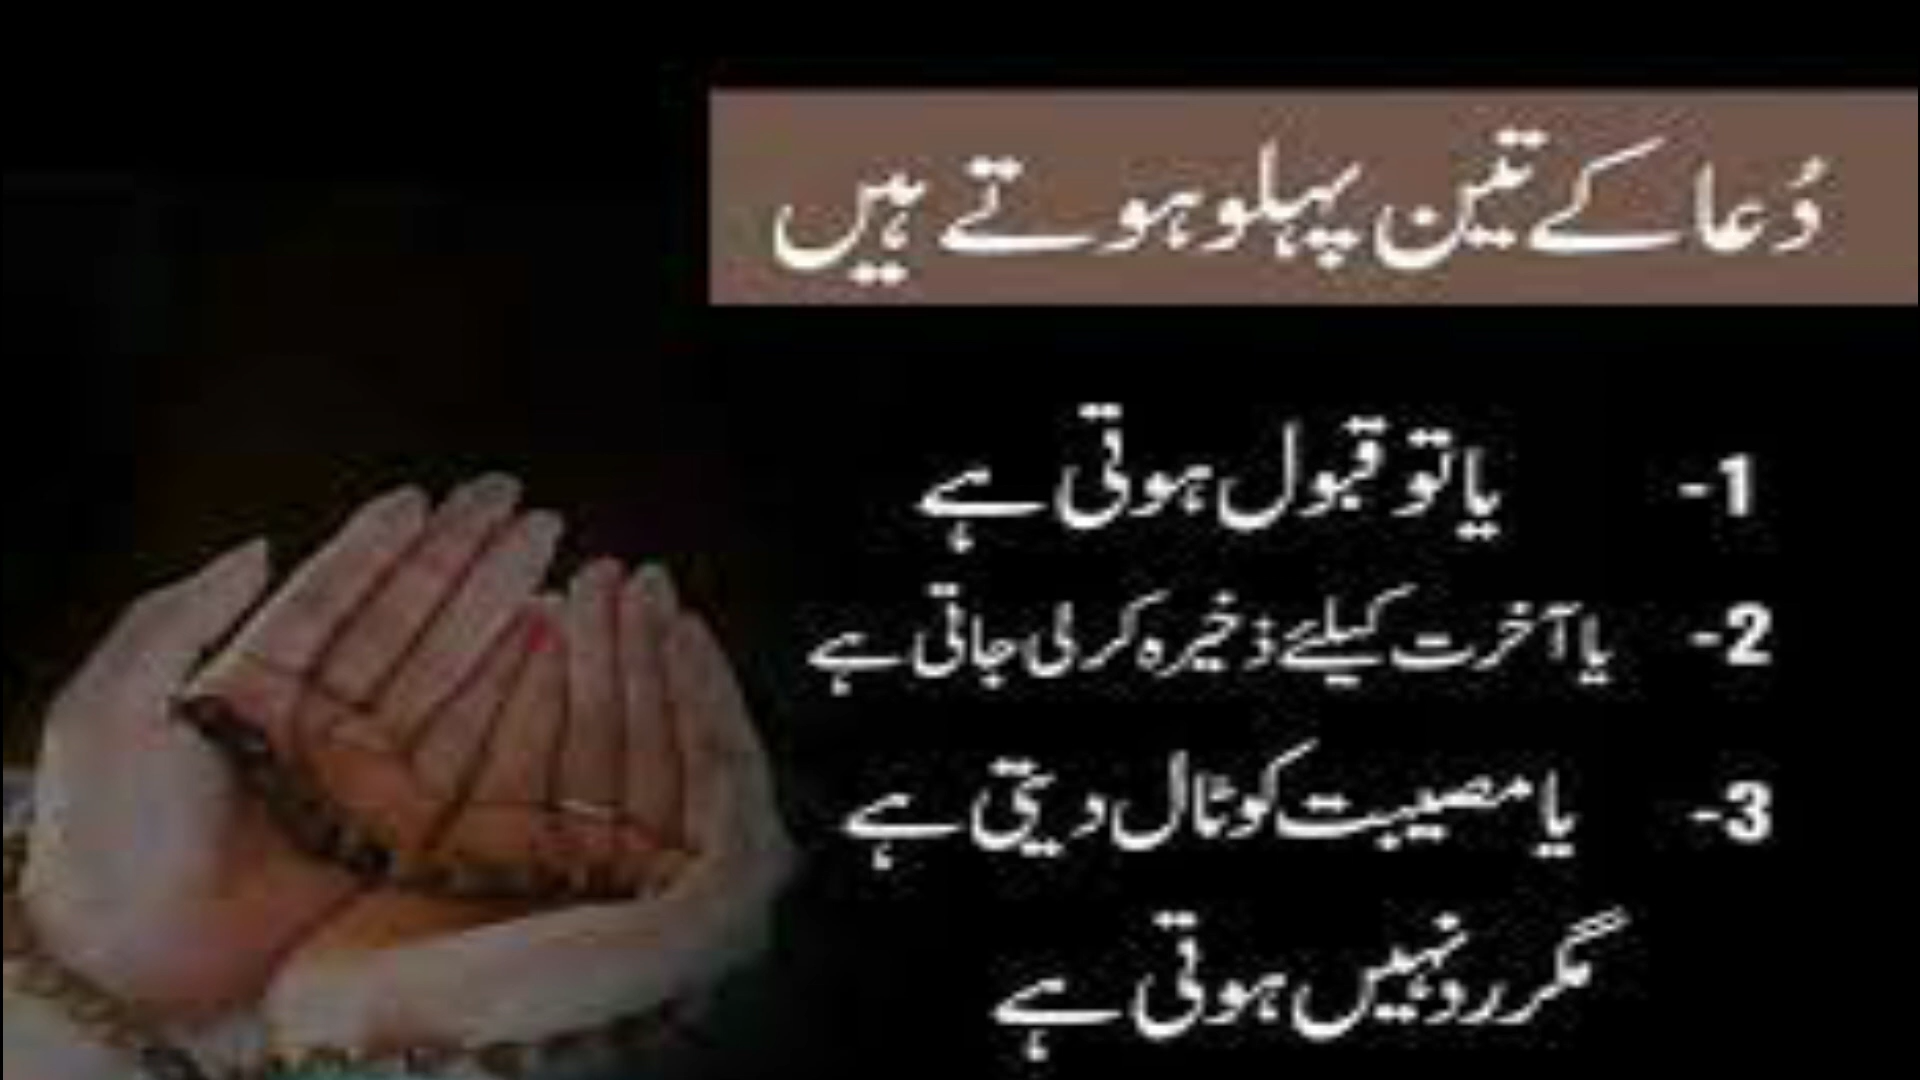 دُعا کے تین پہلو ہوتے ہیں
1- یا تو قبول ہوتی ہے
2- یا آخرت کیلئے ذخیرہ کر لی جاتی ہے
3- یا مصیبت کو ٹال دیتی ہے
مگر رد نہیں ہوتی ہے